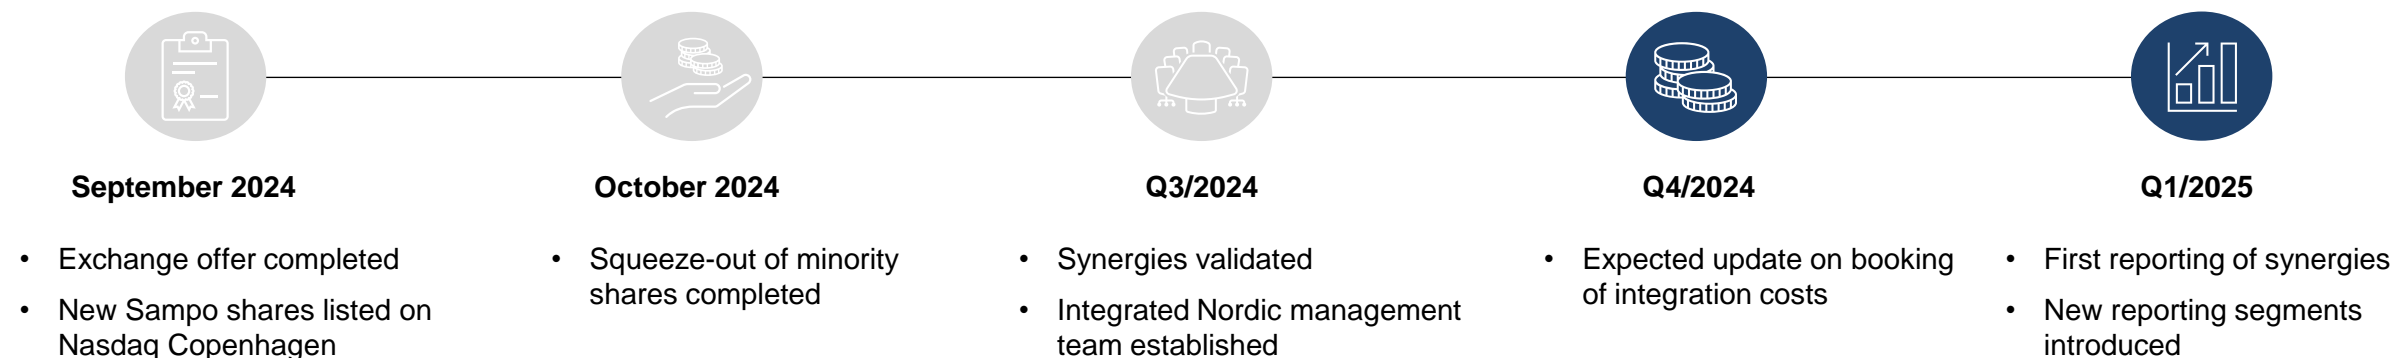 September 2024
• Exchange offer completed
• New Sampo shares listed on
Nasdaq Copenhagen
October 2024
• Squeeze-out of minority
shares completed
Q3/2024
• Synergies validated
• Integrated Nordic management
team established
Q4/2024
• Expected update on booking
of integration costs
Q1/2025
• First reporting of synergies
• New reporting segments
introduced